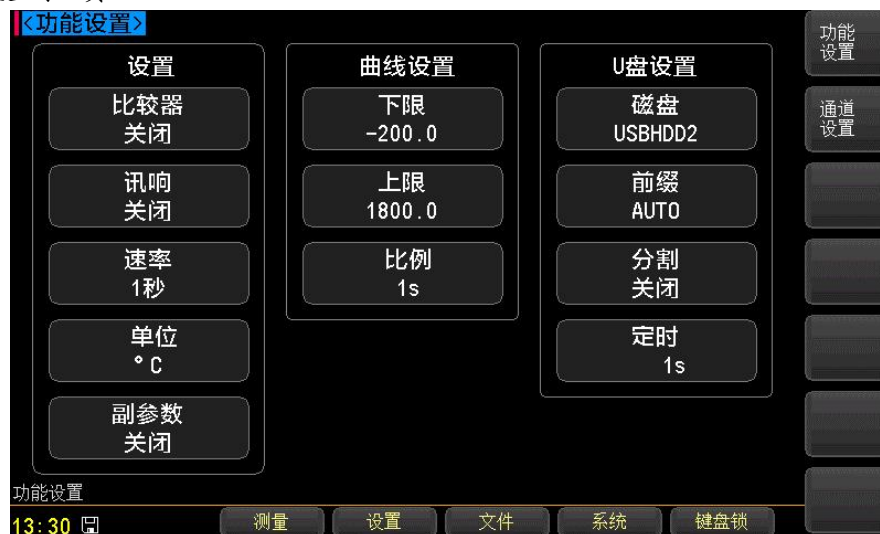 <功能设置>
设置
比较器
关闭
讯响
关闭
速率
1秒
单位
°C
副参数
关闭
曲线设置
下限
-200.0
上限
1800.0
比例
1s
U盘设置
磁盘
USBHDD2
前缀
AUTO
分割
关闭
定时
1s
功能
设置
通道
设置
功能设置
13:30
测量
设置
文件
系统
键盘锁